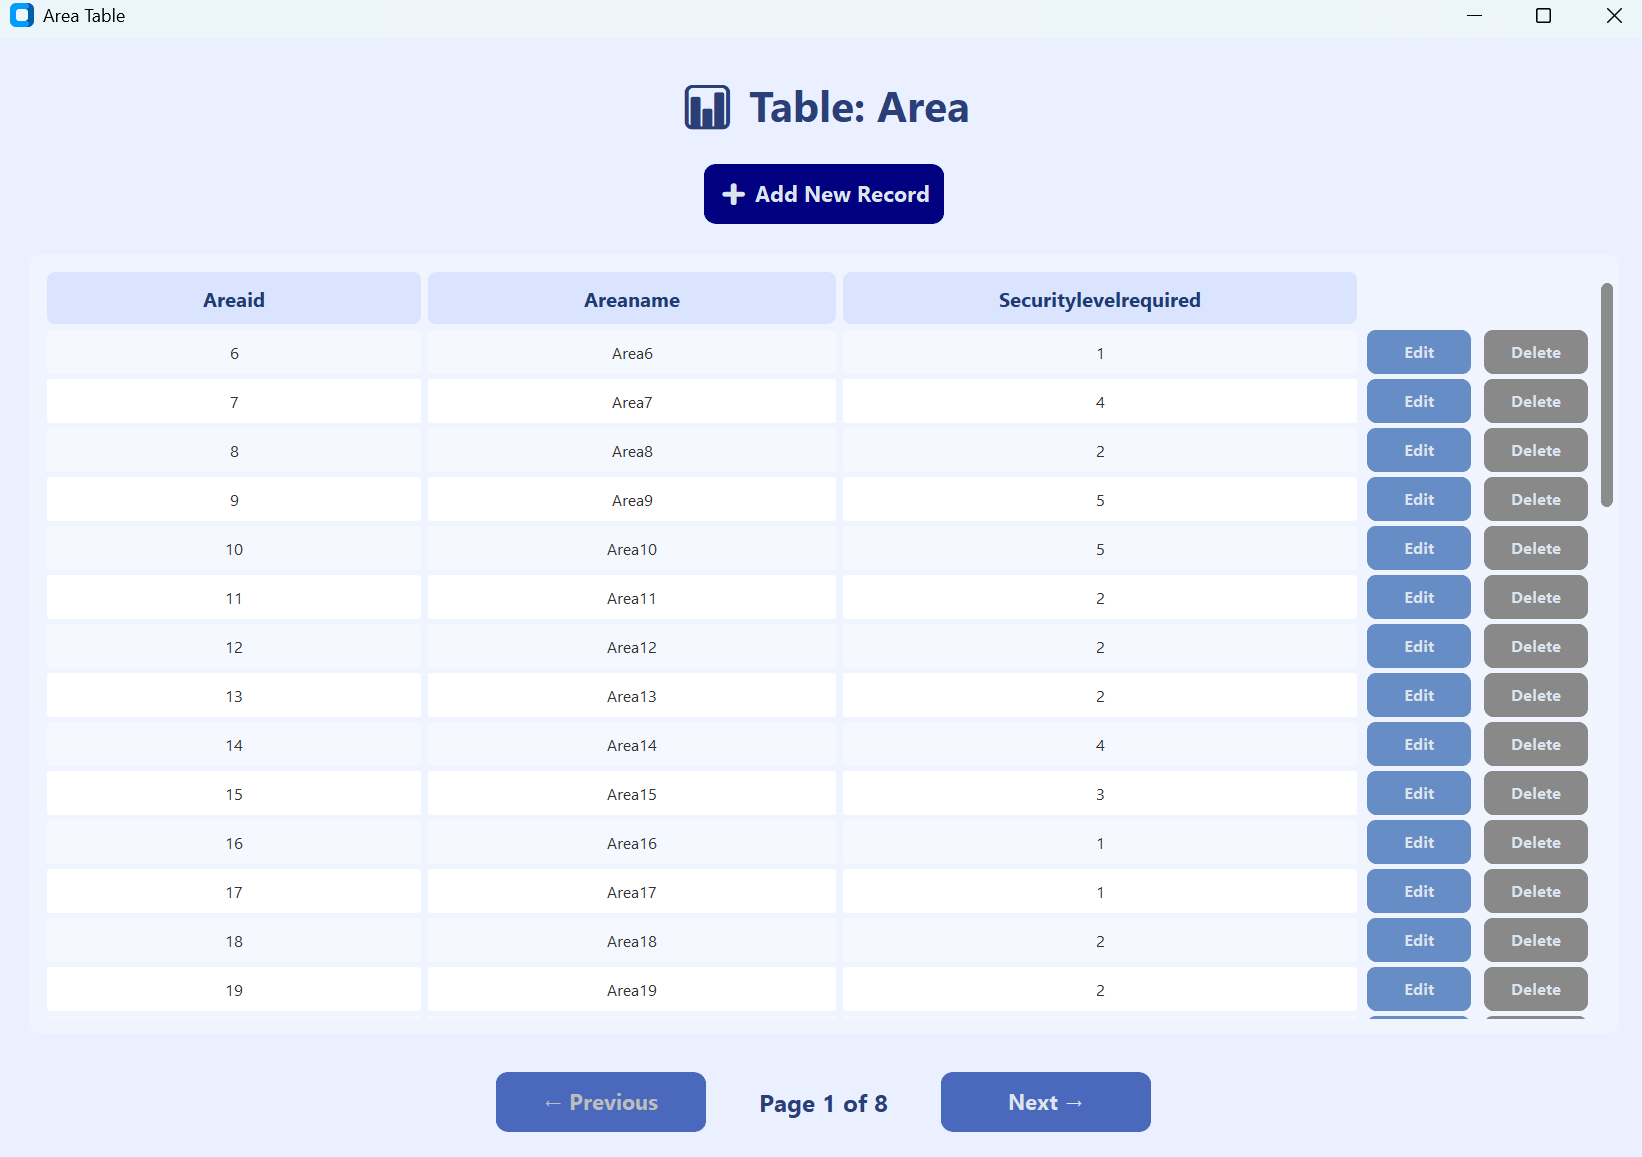 Area Table
Table: Area
+ Add New Record
Areaid Areaname Securitylevelrequired
6 Area6 1 Edit Delete
7 Area7 4 Edit Delete
8 Area8 2 Edit Delete
9 Area9 5 Edit Delete
10 Area10 5 Edit Delete
11 Area11 2 Edit Delete
12 Area12 2 Edit Delete
13 Area13 2 Edit Delete
14 Area14 4 Edit Delete
15 Area15 3 Edit Delete
16 Area16 1 Edit Delete
17 Area17 1 Edit Delete
18 Area18 2 Edit Delete
19 Area19 2 Edit Delete
← Previous Page 1 of 8 Next →